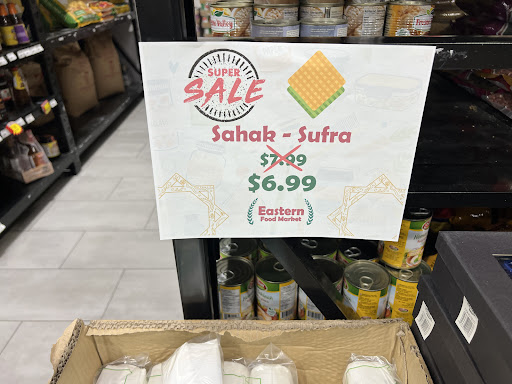 SUPER
SALE
Sahak - Sufra
$7.99
$6.99
Eastern
Food Market